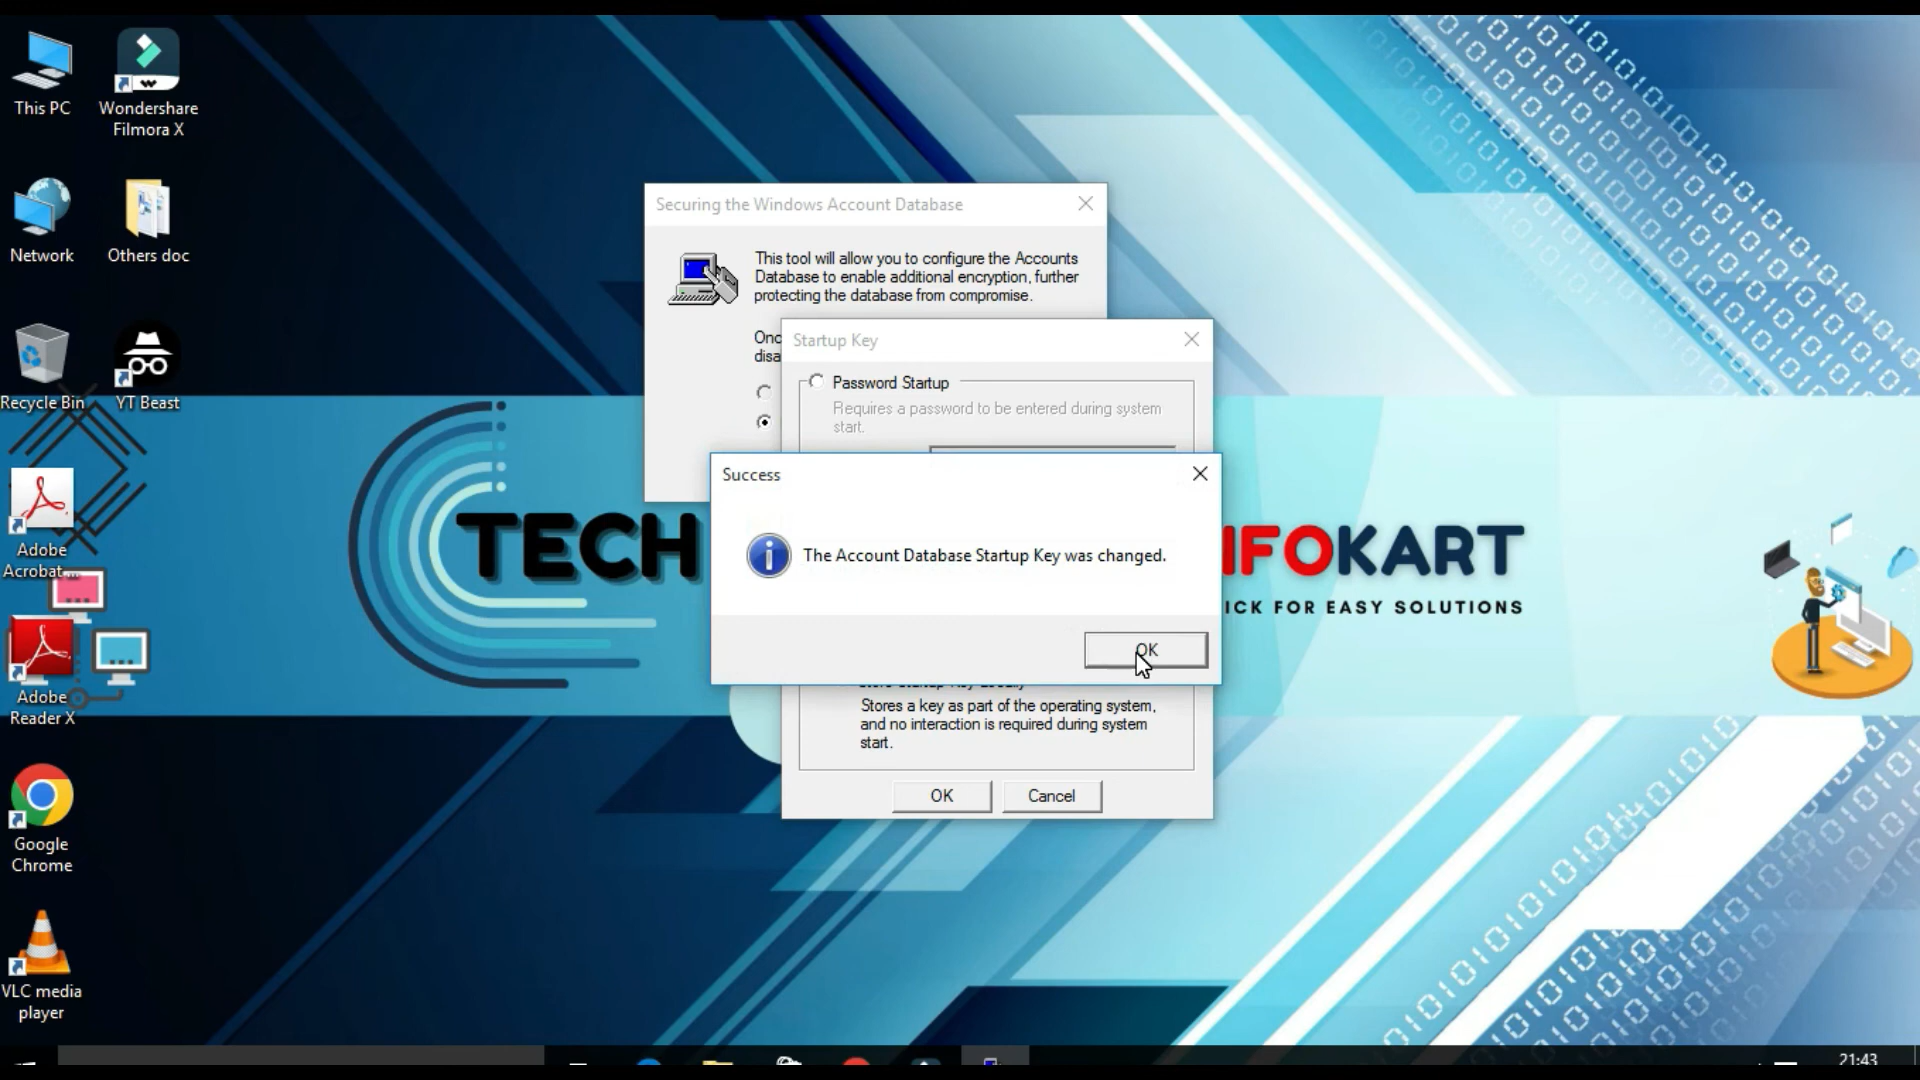 This PC
Wondershare
Filmora X
Network
Others doc
Recycle Bin
YT Beast
Adobe
Acrobat ...
Adobe
Reader X
Google
Chrome
VLC media
player
Securing the Windows Account Database
This tool will allow you to configure the Accounts
Database to enable additional encryption, further
protecting the database from compromise.
Startup Key
Password Startup
Requires a password to be entered during system
start.
Success
The Account Database Startup Key was changed.
OK
Stores a key as part of the operating system,
and no interaction is required during system
start.
OK
Cancel
TECH
KART
FOR EASY SOLUTIONS
21:43